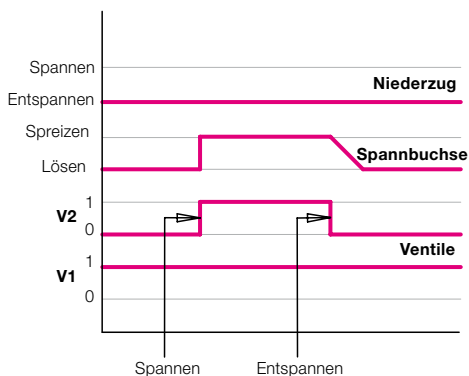 Spannen
Niederzug
Entspannen
Spreizen
Spannbuchse
Lösen
1
V2
0
Ventile
1
V1
0
Spannen Entspannen